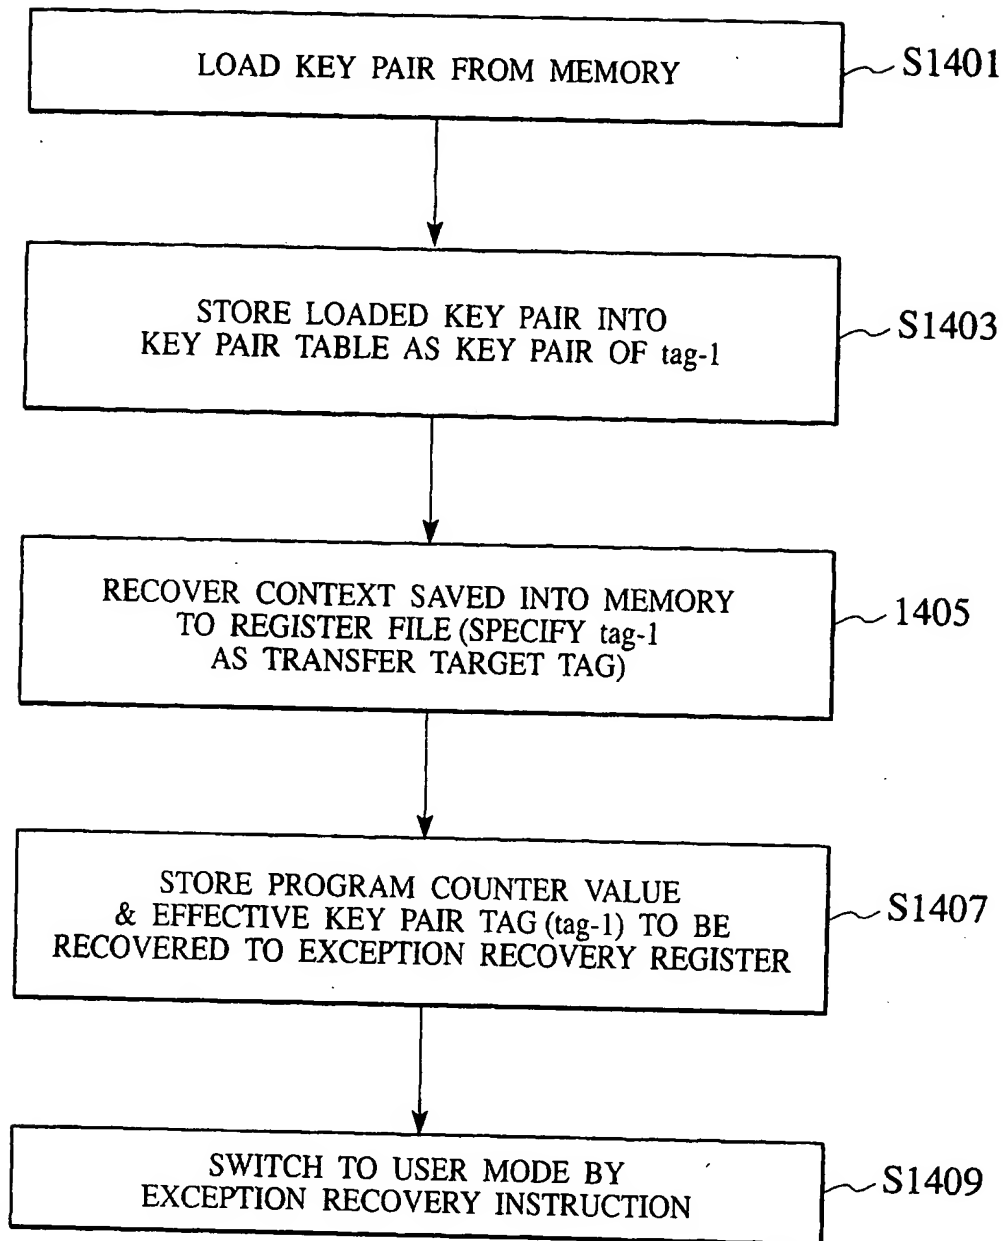 LOAD KEY PAIR FROM MEMORY
S1401
STORE LOADED KEY PAIR INTO
KEY PAIR TABLE AS KEY PAIR OF tag-1
S1403
RECOVER CONTEXT SAVED INTO MEMORY
TO REGISTER FILE (SPECIFY tag-1
AS TRANSFER TARGET TAG)
1405
STORE PROGRAM COUNTER VALUE
& EFFECTIVE KEY PAIR TAG (tag-1) TO BE
RECOVERED TO EXCEPTION RECOVERY REGISTER
S1407
SWITCH TO USER MODE BY
EXCEPTION RECOVERY INSTRUCTION
S1409